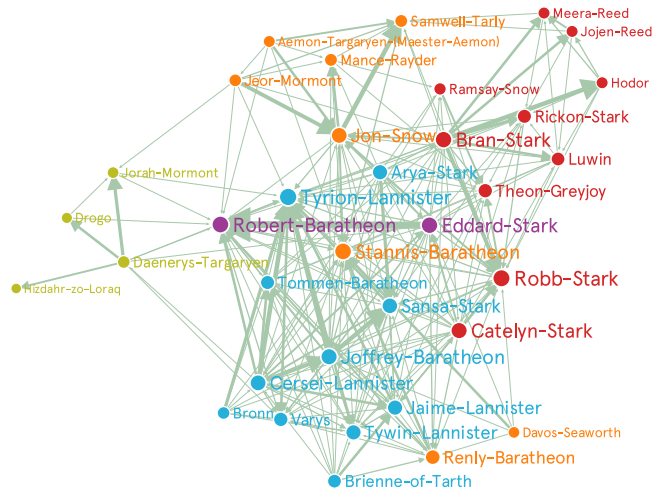 Meera-Reed
Samwell-Tarly
Jojen-Reed
Aemon-Targaryen-(Maester-Aemon)
Mance-Rayder
Jeor-Mormont
Hodor
Ramsay-Snow
Rickon-Stark
Jon-Snow
Bran-Stark
Luwin
Jorah-Mormont
Arya-Stark
Theon-Greyjoy
Tyrion-Lannister
Drogo
Robert-Baratheon
Eddard-Stark
Stannis-Baratheon
Daenerys-Targaryen
Robb-Stark
Tommen-Baratheon
Hizdahr-zo-Loraq
Sansa-Stark
Catelyn-Stark
Joffrey-Baratheon
Cersei-Lannister
Jaime-Lannister
Bronn
Varys
Tywin-Lannister
Davos-Seaworth
Renly-Baratheon
Brienne-of-Tarth